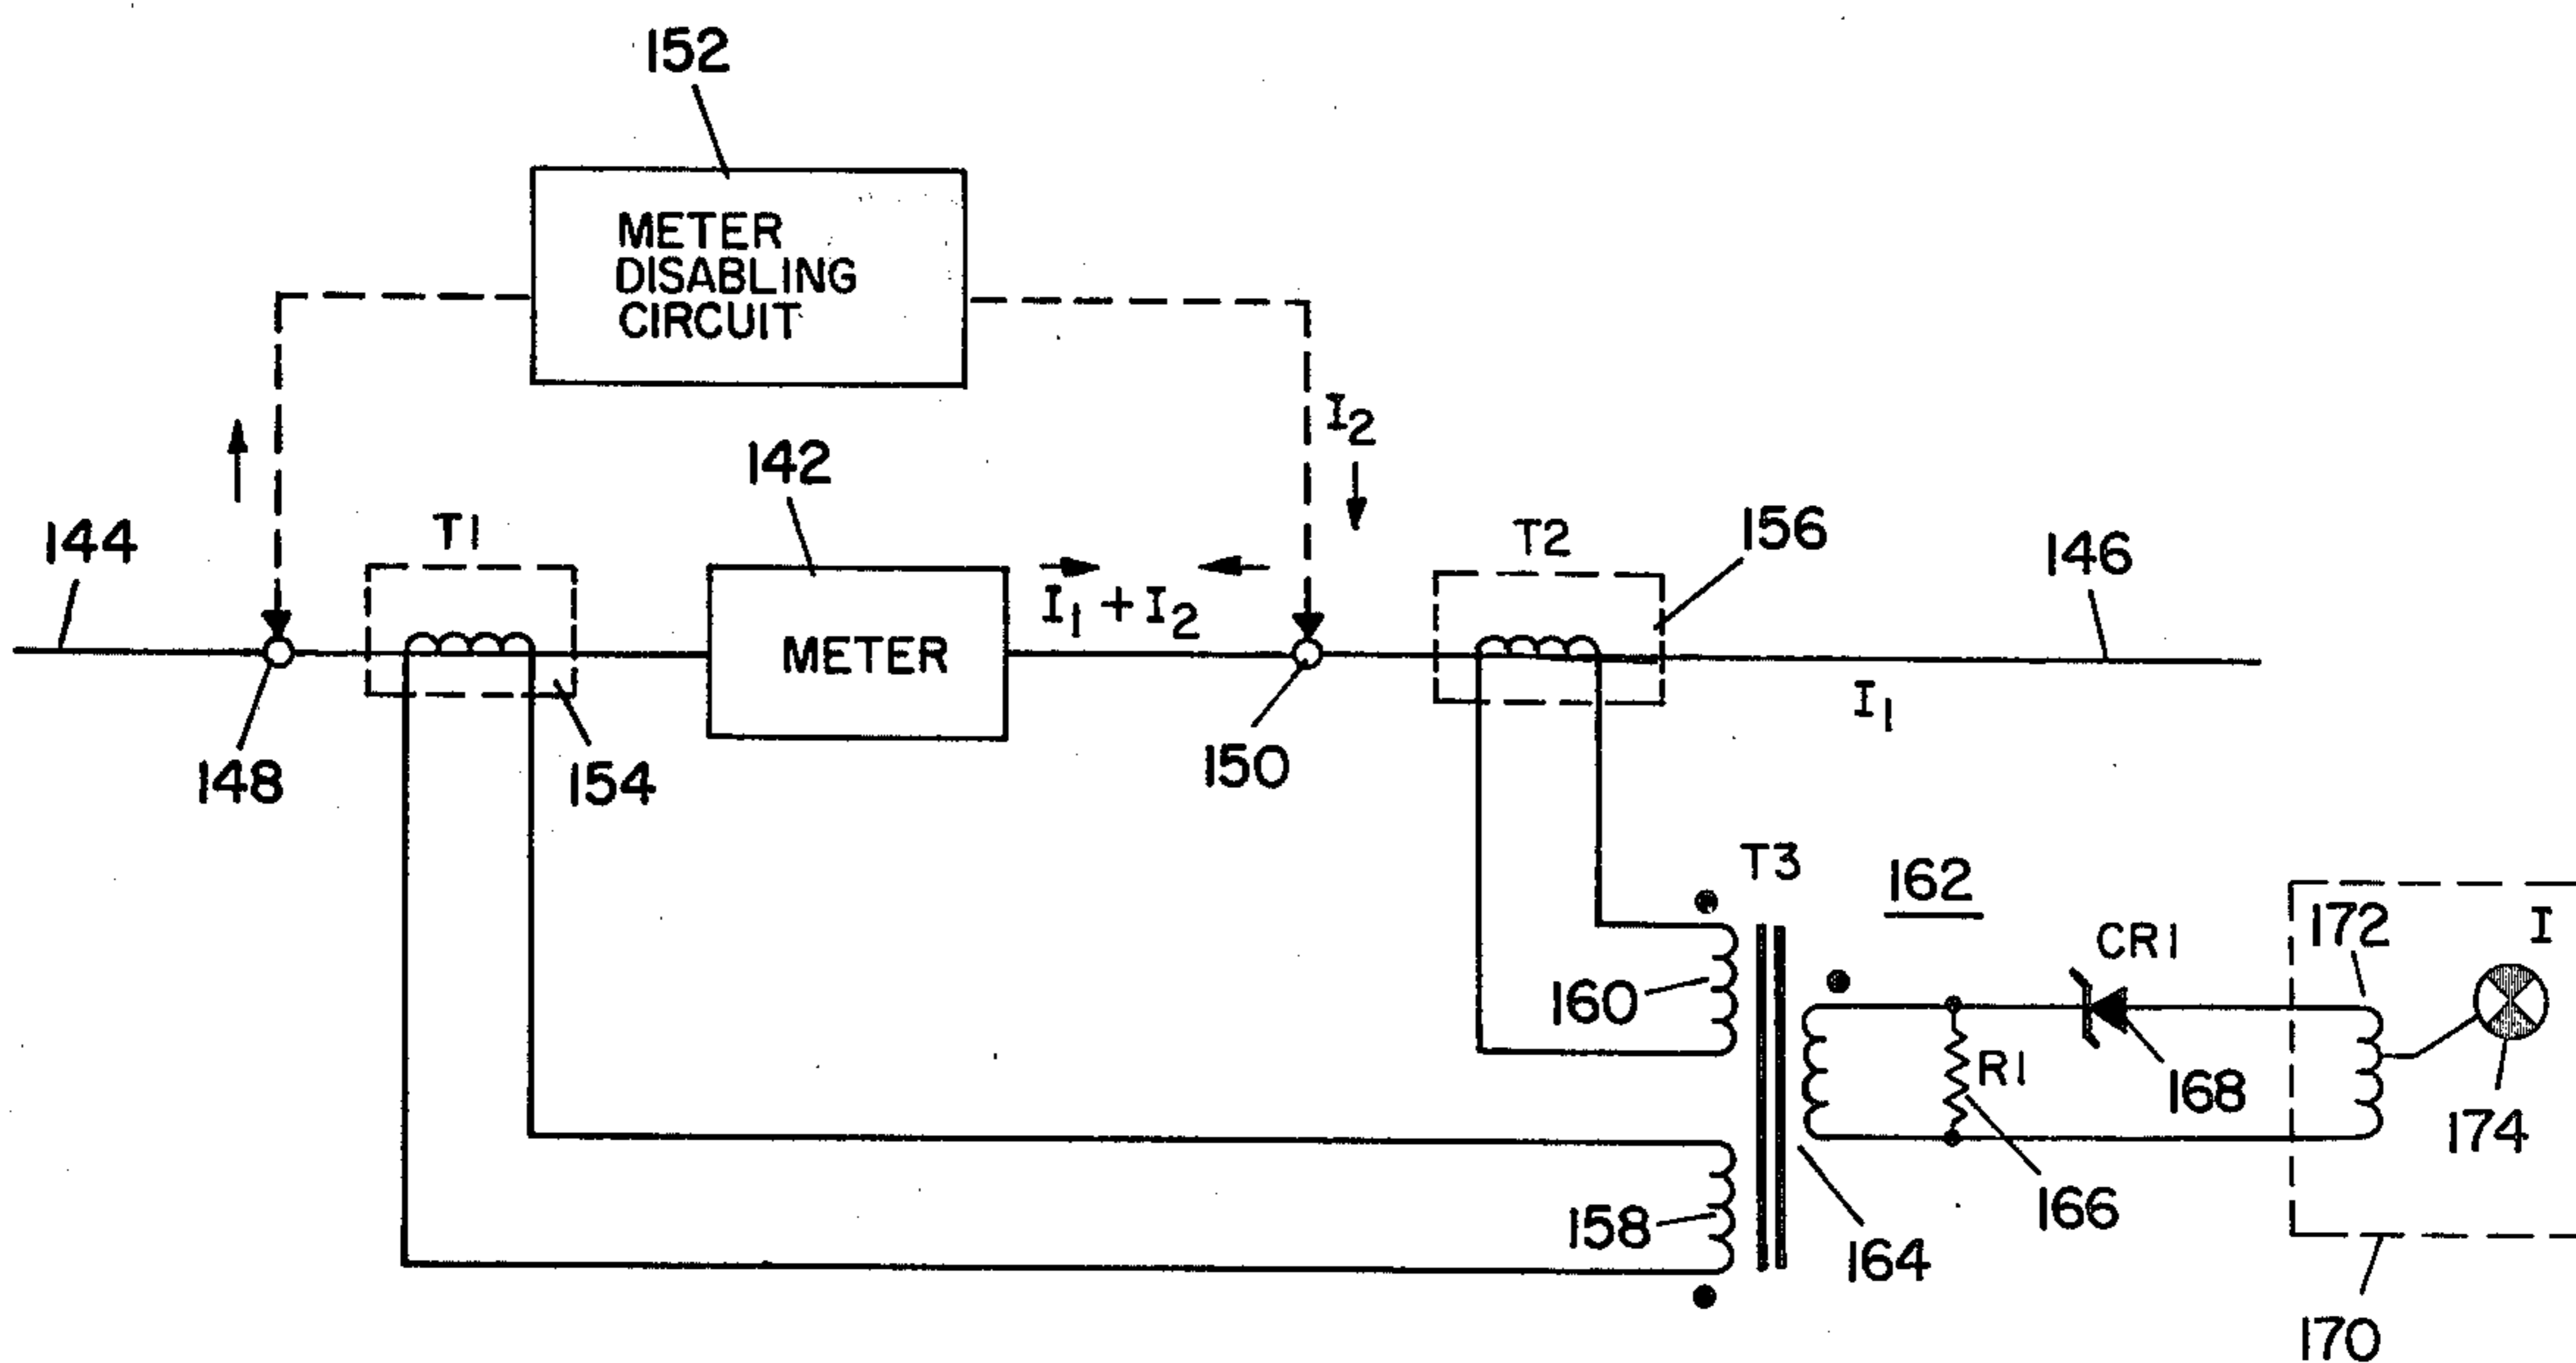 152
METER
DISABLING
CIRCUIT
I2
142
144
T1
T2
156
146
I1 + I2
METER
I1
148
154
150
T3
162
172
I
CR1
160
R1
168
174
158
166
164
170